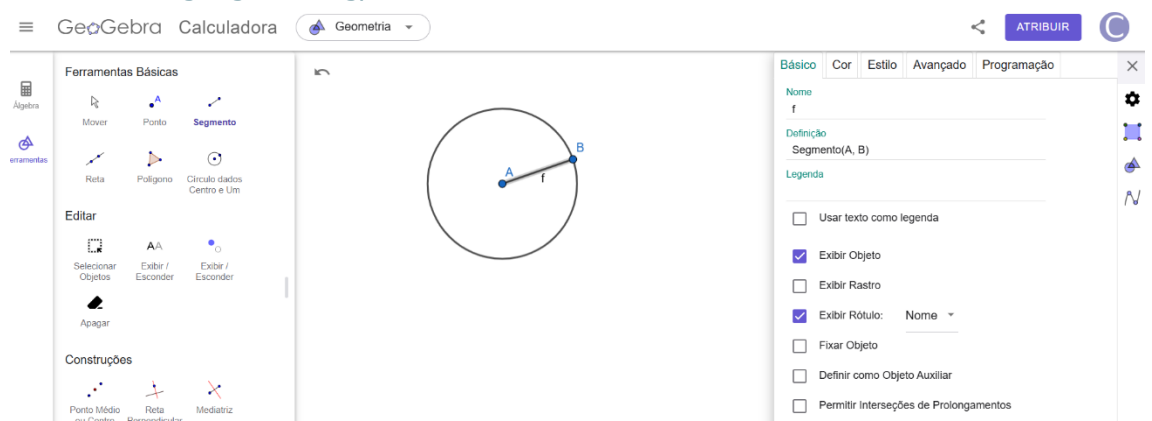 GeoGebra Calculadora Geometria ATRIBUIR C
Álgebra
erramentas
Ferramentas Básicas
Mover Ponto Segmento
Reta Polígono Círculo dados
Centro e Um
Editar
Selecionar Exibir / Exibir /
Objetos Esconder Esconder
Apagar
Construções
Ponto Médio Reta Mediatriz
ou Centro Perpendicular
A
B
f
Básico Cor Estilo Avançado Programação
Nome
f
Definição
Segmento(A, B)
Legenda
Usar texto como legenda
Exibir Objeto
Exibir Rastro
Exibir Rótulo: Nome
Fixar Objeto
Definir como Objeto Auxiliar
Permitir Interseções de Prolongamentos